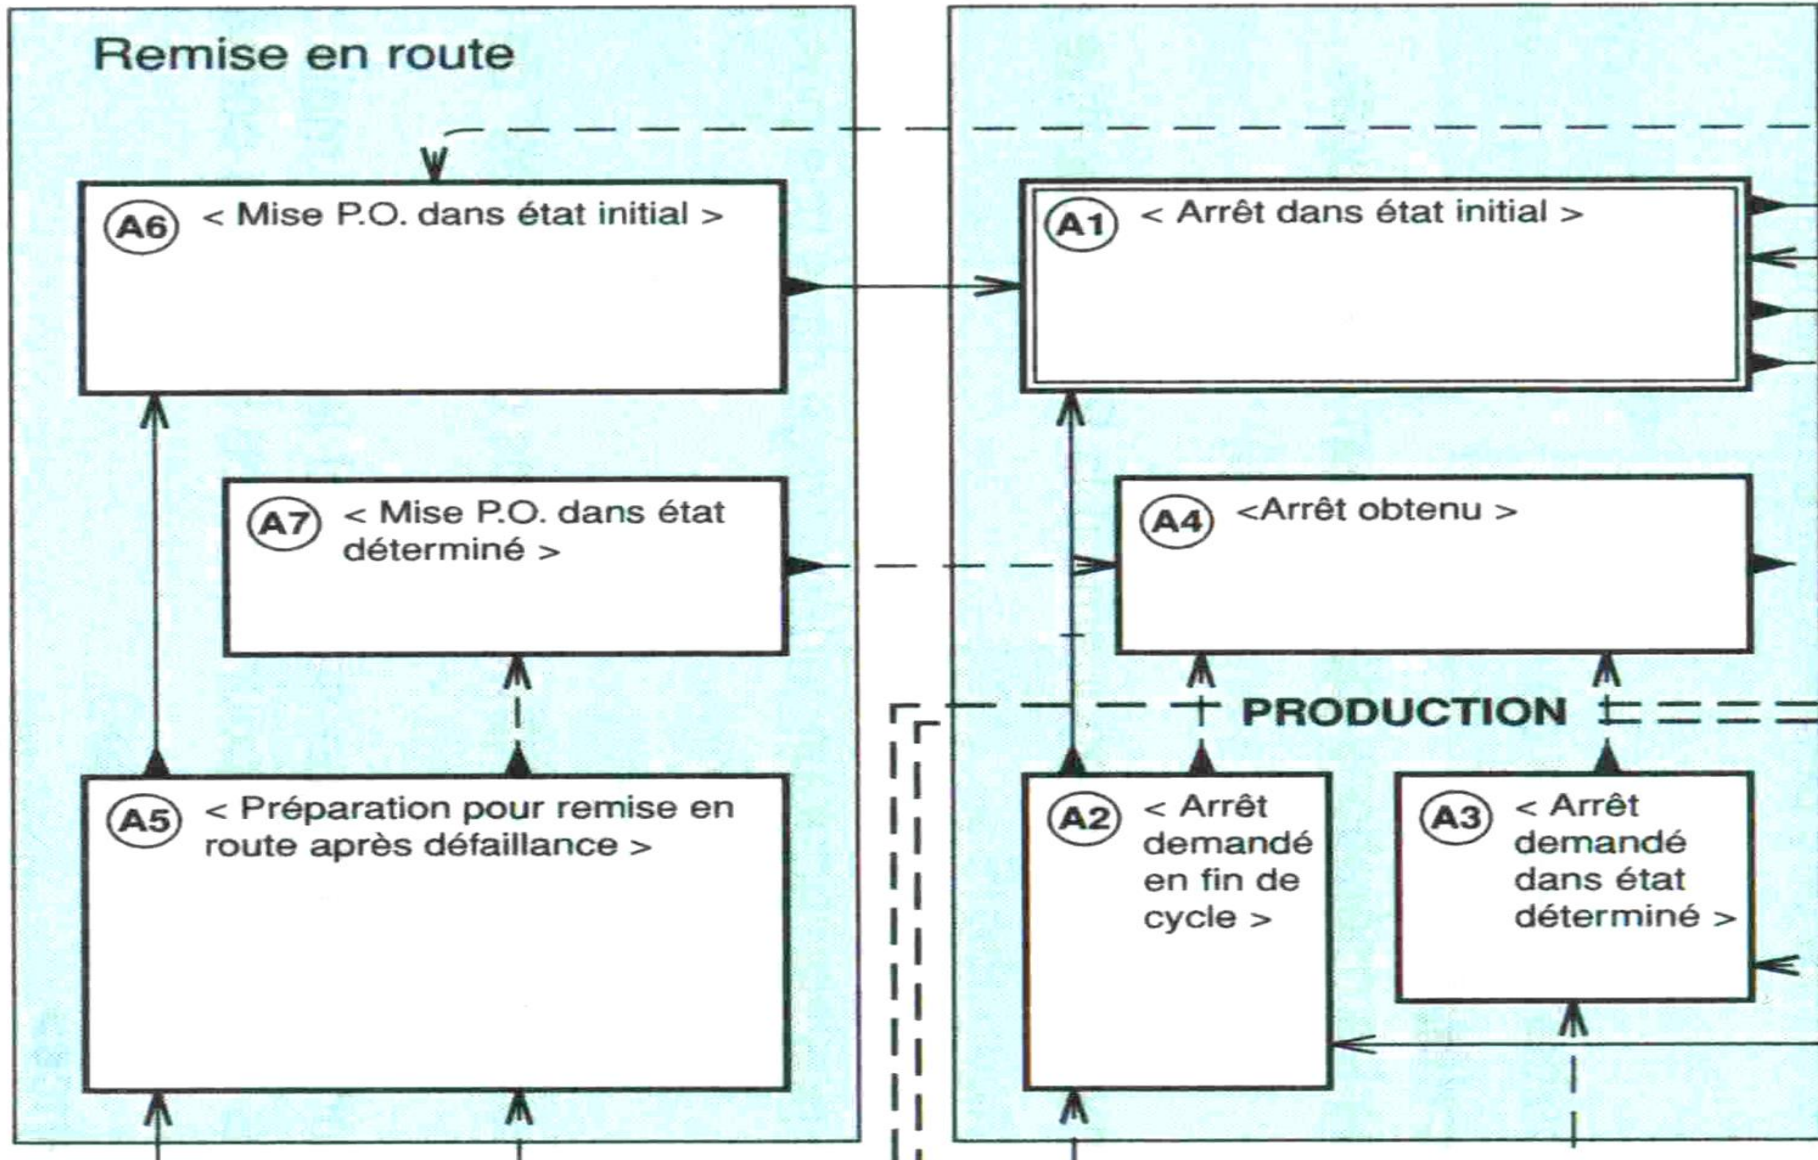 Remise en route
A6 < Mise P.O. dans état initial >
A1 < Arrêt dans état initial >
A7 < Mise P.O. dans état
déterminé >
A4 <Arrêt obtenu >
PRODUCTION
A5 < Préparation pour remise en
route après défaillance >
A2 < Arrêt
demandé
en fin de
cycle >
A3 < Arrêt
demandé
dans état
déterminé >